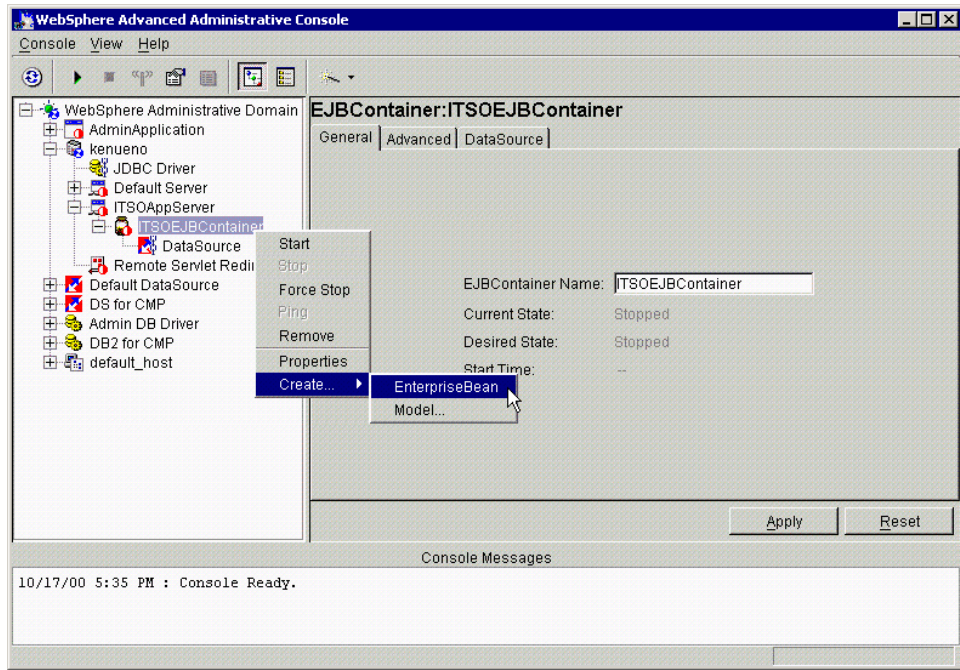 WebSphere Advanced Administrative Console
Console View Help
WebSphere Administrative Domain
AdminApplication
kenueno
JDBC Driver
Default Server
ITSOAppServer
ITSOEJBContainer
DataSource
Remote Servlet Redi
Default DataSource
DS for CMP
Admin DB Driver
DB2 for CMP
default_host
Start
Stop
Force Stop
Ping
Remove
Properties
Create...
EnterpriseBean
Model...
EJBContainer:ITSOEJBContainer
General Advanced DataSource
EJBContainer Name: ITSOEJBContainer
Current State: Stopped
Desired State: Stopped
Start Time: --
Apply Reset
Console Messages
10/17/00 5:35 PM : Console Ready.